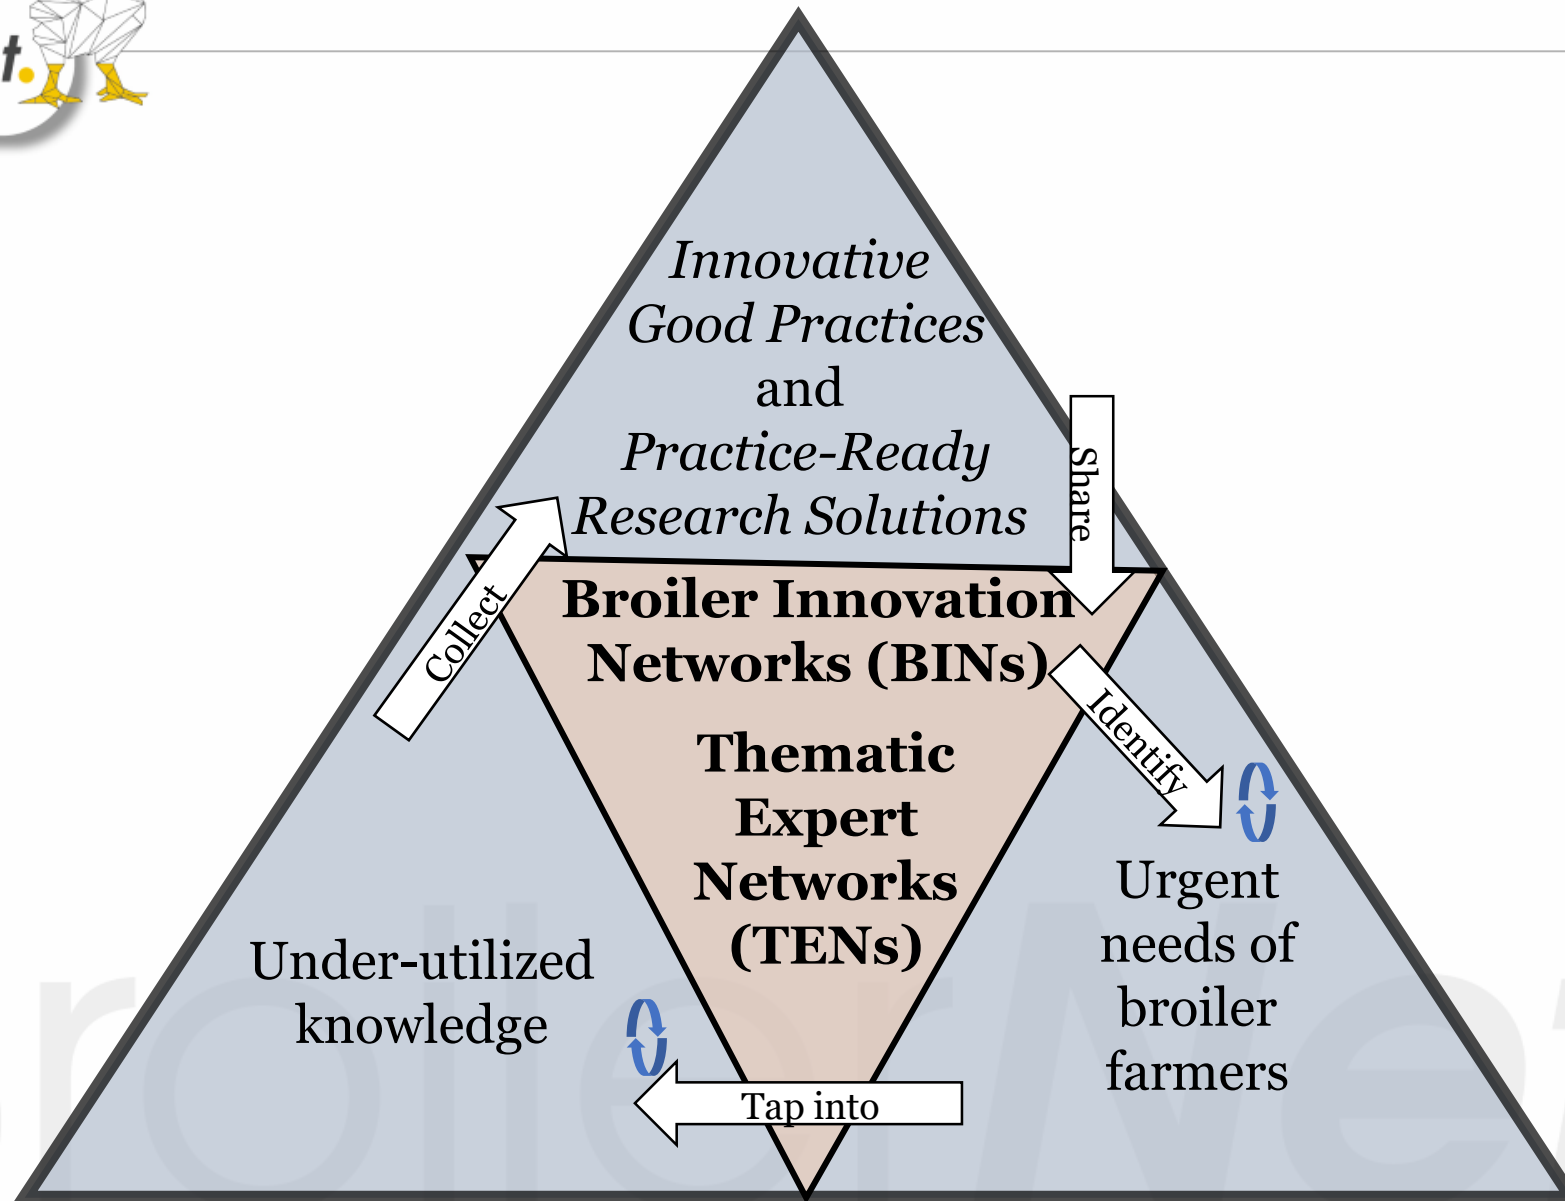 t.
Innovative
Good Practices
and
Practice-Ready
Research Solutions
Share
Collect
Broiler Innovation
Networks (BINs)
Identify
Thematic
Expert
Networks
(TENs)
Urgent
needs of
broiler
farmers
Under-utilized
knowledge
Tap into
roilerNet